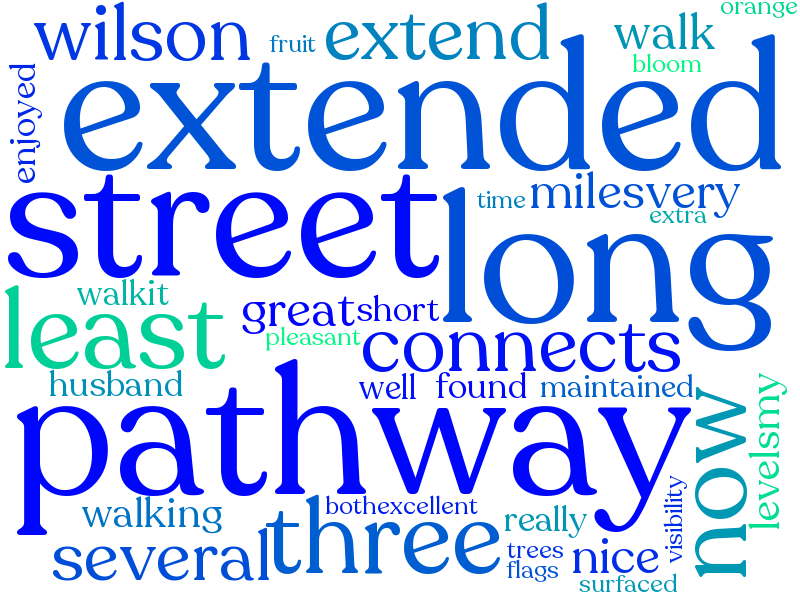 orange
wilson
fruit
extend
walk
bloom
enjoyed
extended
street
time
milesvery
extra
long
walkit
least
great
short
pleasant
connects
husband
well
found
maintained
pathway
now
levelsmy
walking
bothexcellent
three
really
visibility
several
trees
nice
flags
surfaced